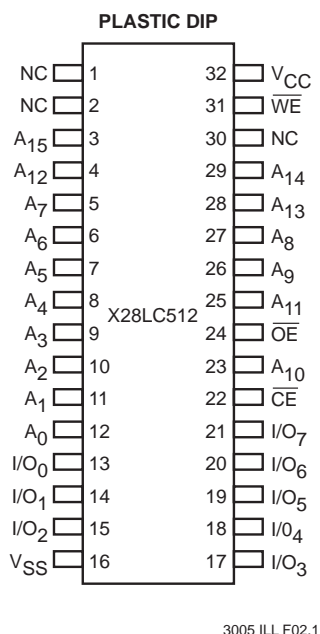 PLASTIC DIP
NC 1 32 VCC
NC 2 31 WE
A15 3 30 NC
A12 4 29 A14
A7 5 28 A13
A6 6 27 A8
A5 7 26 A9
A4 8 25 A11
X28LC512
A3 9 24 OE
A2 10 23 A10
A1 11 22 CE
A0 12 21 I/O7
I/O0 13 20 I/O6
I/O1 14 19 I/O5
I/O2 15 18 I/04
VSS 16 17 I/O3
3005 ILL F02.1